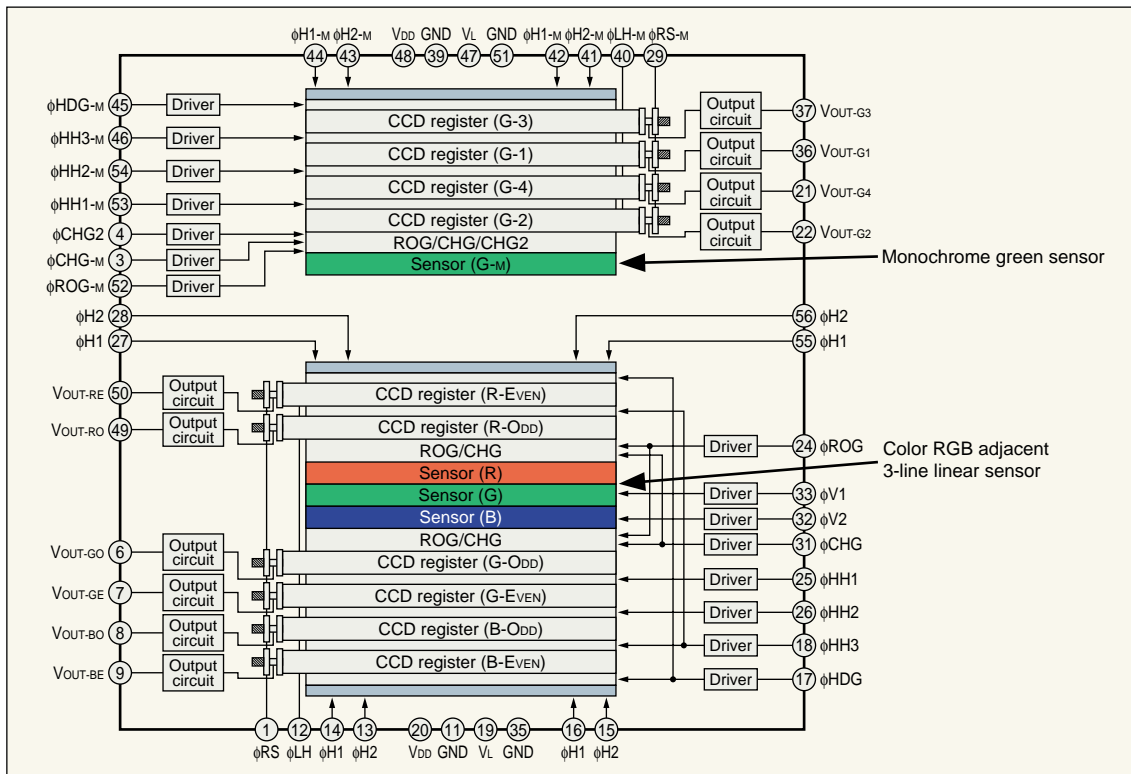 φH1-M φH2-M VDD GND VL GND φH1-M φH2-M φLH-M φRS-M
44 43 48 39 47 51 42 41 40 29
φHDG-M 45 Driver
φHH3-M 46 Driver
φHH2-M 54 Driver
φHH1-M 53 Driver
φCHG2 4 Driver
φCHG-M 3 Driver
φROG-M 52 Driver
CCD register (G-3)
CCD register (G-1)
CCD register (G-4)
CCD register (G-2)
ROG/CHG/CHG2
Sensor (G-M)
Output
circuit
37 VOUT-G3
Output
circuit
36 VOUT-G1
Output
circuit
21 VOUT-G4
Output
circuit
22 VOUT-G2
Monochrome green sensor
φH2 28
φH1 27
56 φH2
55 φH1
VOUT-RE 50 Output
circuit
VOUT-RO 49 Output
circuit
CCD register (R-EVEN)
CCD register (R-ODD)
ROG/CHG
Sensor (R)
Sensor (G)
Sensor (B)
ROG/CHG
CCD register (G-ODD)
CCD register (G-EVEN)
CCD register (B-ODD)
CCD register (B-EVEN)
Driver 24 φROG
Color RGB adjacent
3-line linear sensor
Driver 33 φV1
Driver 32 φV2
Driver 31 φCHG
Driver 25 φHH1
Driver 26 φHH2
Driver 18 φHH3
Driver 17 φHDG
VOUT-GO 6 Output
circuit
VOUT-GE 7 Output
circuit
VOUT-BO 8 Output
circuit
VOUT-BE 9 Output
circuit
1 12 14 13 20 11 19 35 16 15
φRS φLH φH1 φH2 VDD GND VL GND φH1 φH2